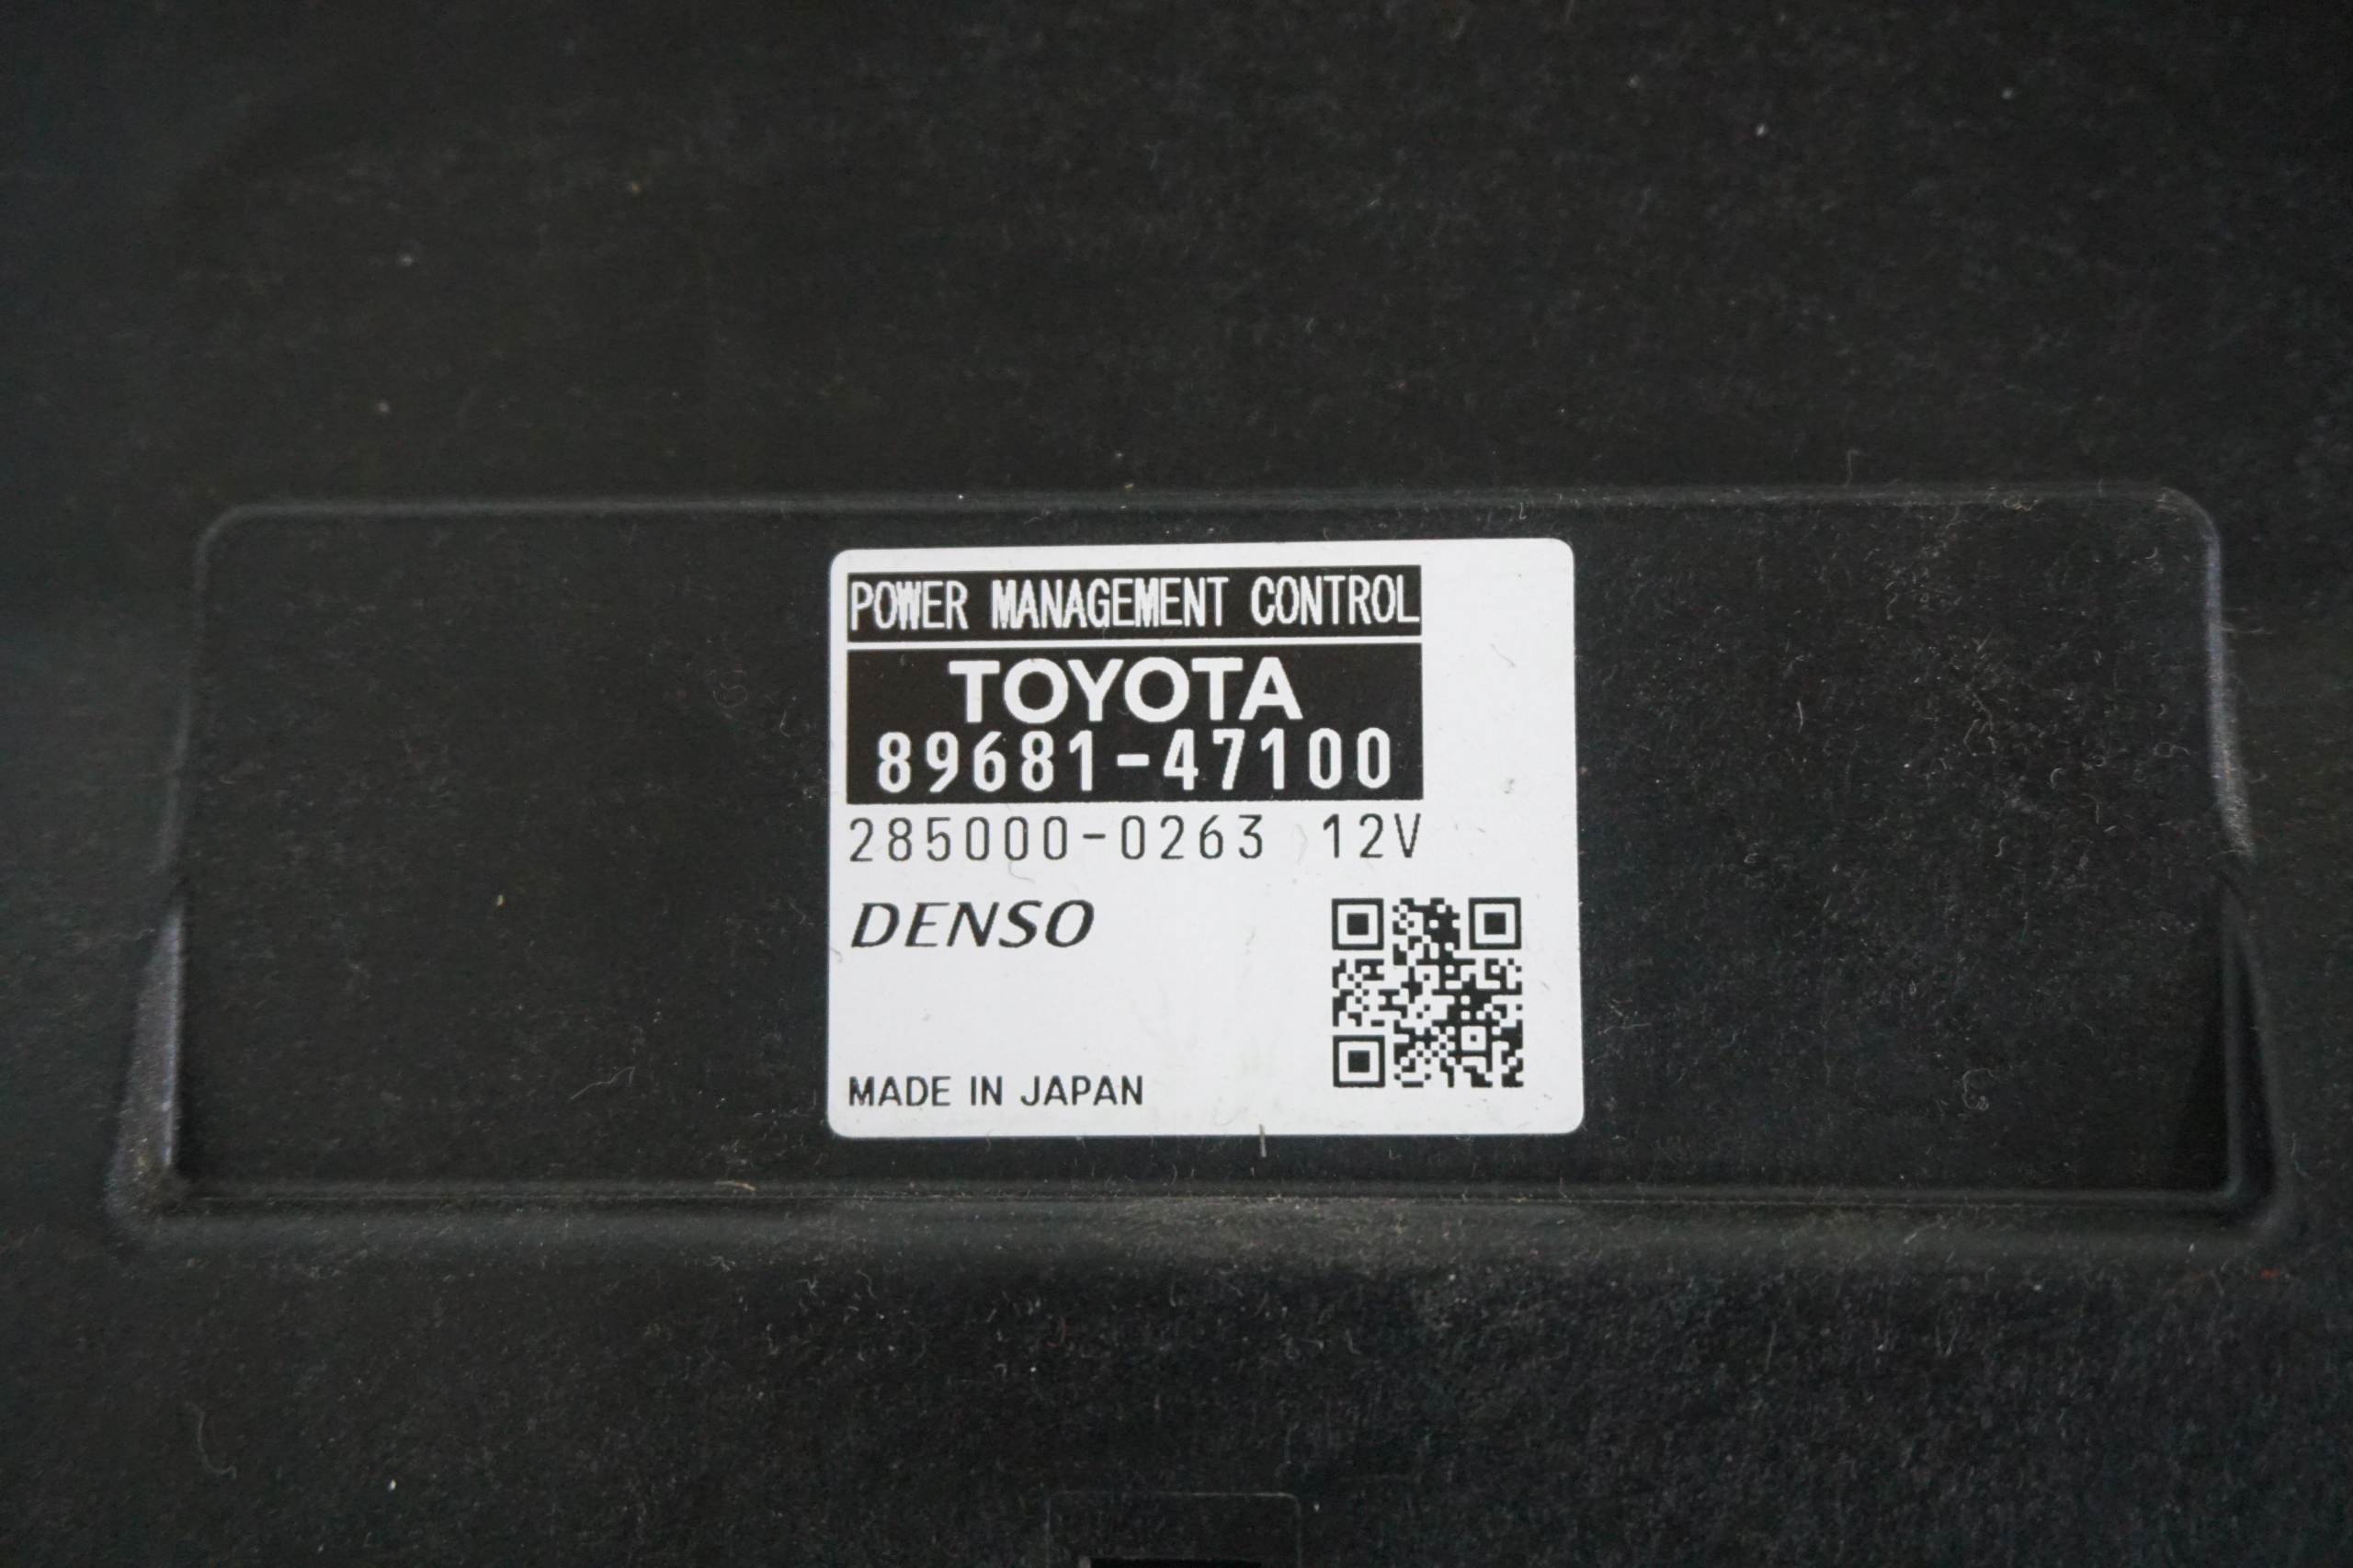 POWER MANAGEMENT CONTROL
TOYOTA
89681-47100
285000-0263 12V
DENSO
MADE IN JAPAN